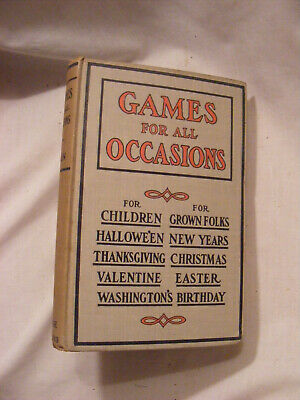 GAMES
FOR ALL
OCCASIONS
FOR FOR
CHILDREN GROWN FOLKS
HALLOWE'EN NEW YEARS
THANKSGIVING CHRISTMAS
VALENTINE EASTER
WASHINGTON'S BIRTHDAY